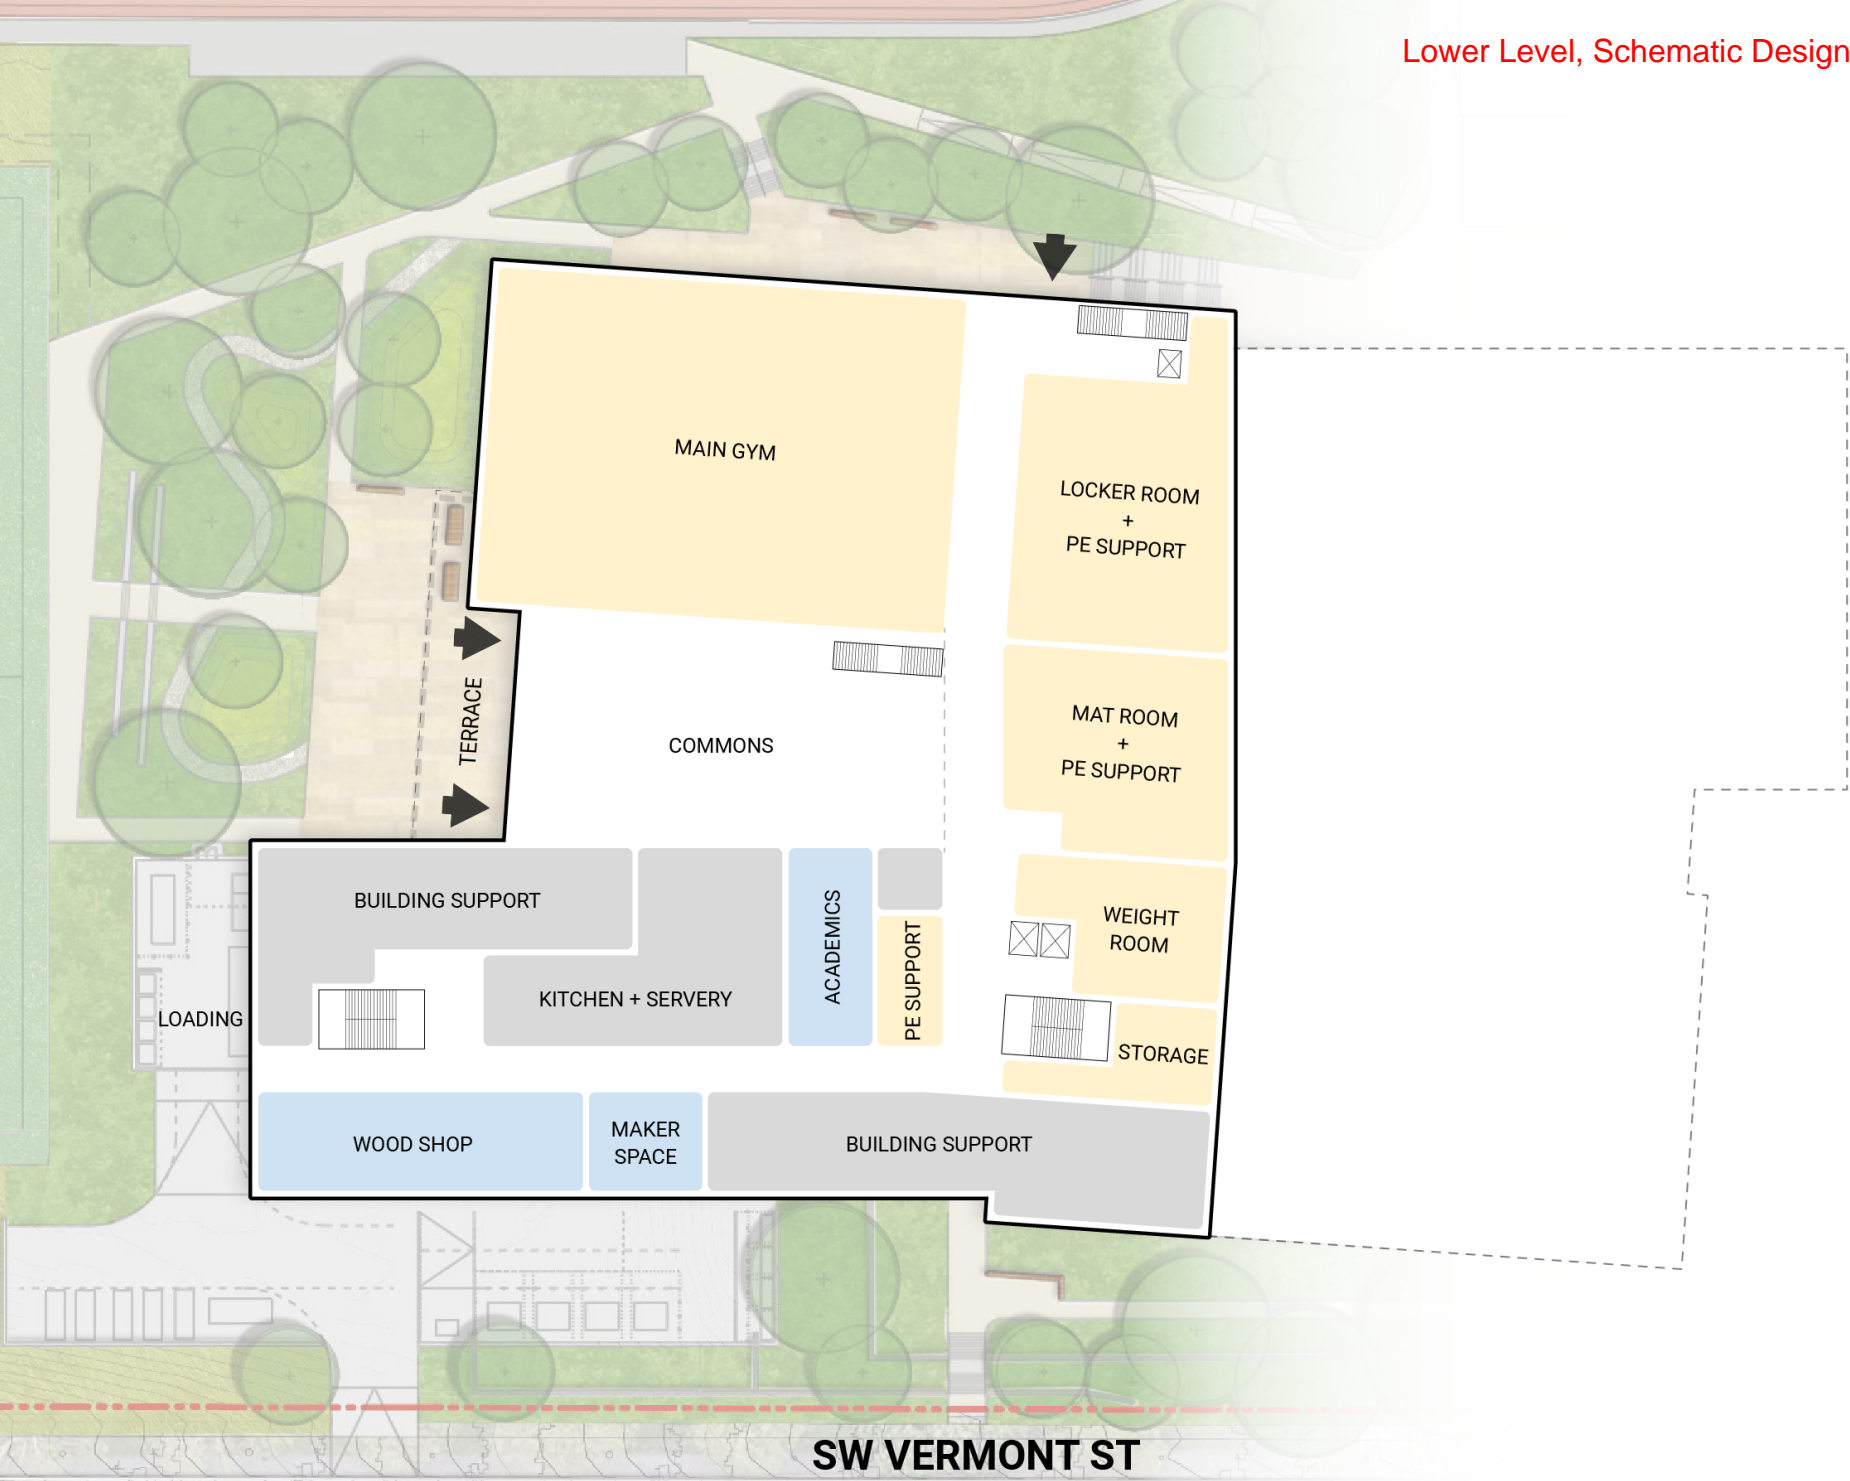 Lower Level, Schematic Design
MAIN GYM
LOCKER ROOM
+
PE SUPPORT
TERRACE
COMMONS
MAT ROOM
+
PE SUPPORT
BUILDING SUPPORT
ACADEMICS
PE SUPPORT
WEIGHT
ROOM
KITCHEN + SERVERY
LOADING
STORAGE
WOOD SHOP
MAKER
SPACE
BUILDING SUPPORT
SW VERMONT ST